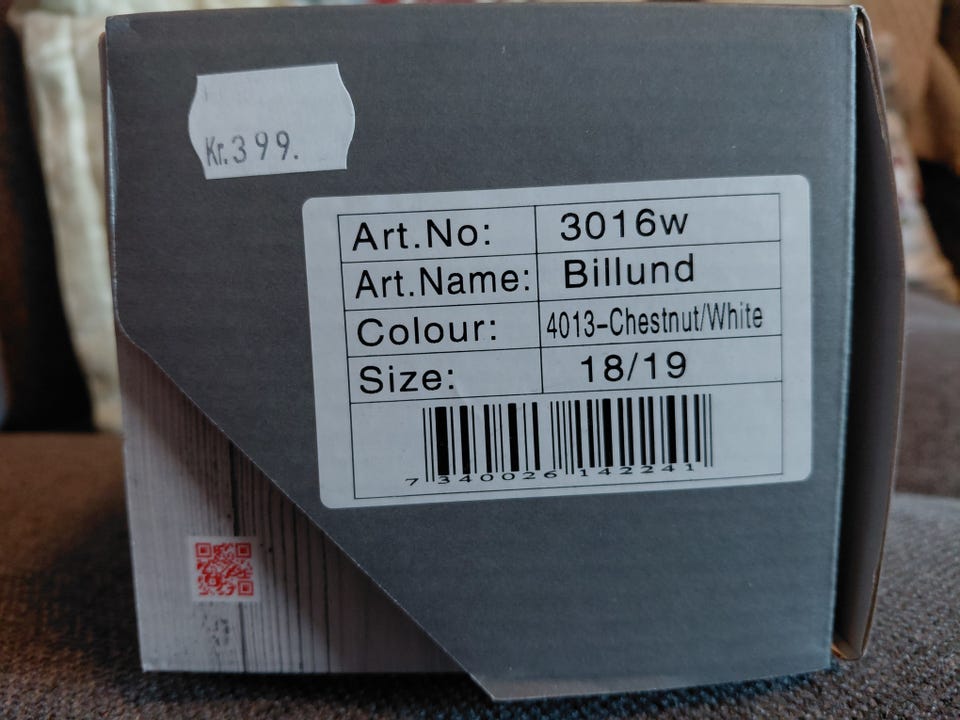 Kr.399.
Art.No: 3016w
Art.Name: Billund
Colour: 4013-Chestnut/White
Size: 18/19
7 340026 142241